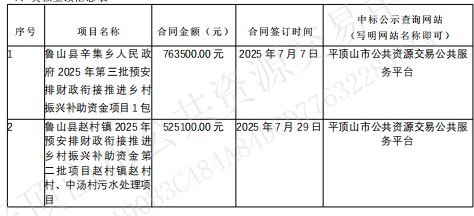 序号 项目名称 合同金额（元） 合同签订时间 中标公示查询网站
（写明网站名称即可）
1 鲁山县辛集乡人民政 763500.00 元 2025 年 7 月 7 日 平顶山市公共资源交易公共服
府 2025 年第三批预安 务平台
排财政衔接推进乡村
振兴补助资金项目 1 包
2 鲁山县赵村镇 2025 年 525100.00 元 2025 年 7 月 29 日 平顶山市公共资源交易公共服
预安排财政衔接推进 务平台
乡村振兴补助资金第
二批项目赵村镇赵村
村、中汤村污水处理项
目